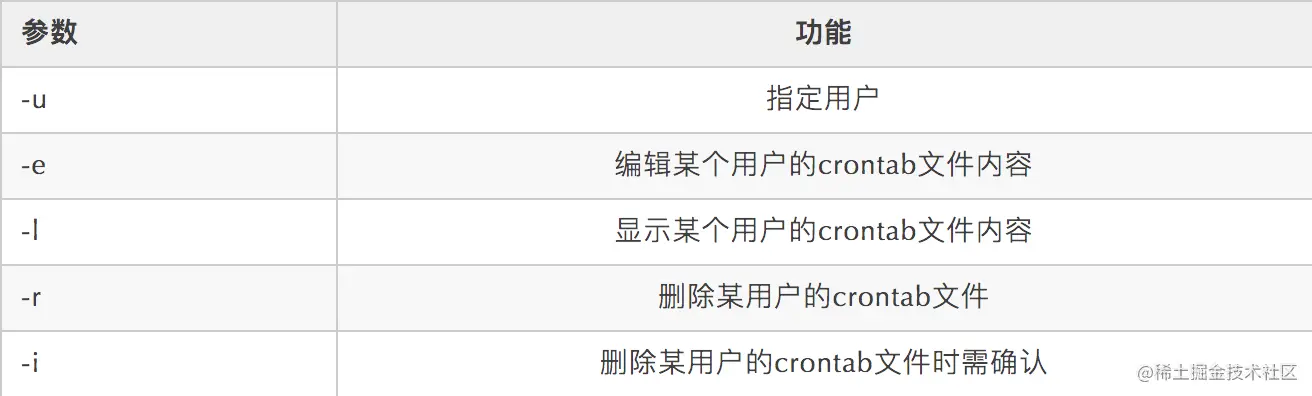 参数 功能
-u 指定用户
-e 编辑某个用户的crontab文件内容
-l 显示某个用户的crontab文件内容
-r 删除某用户的crontab文件
-i 删除某用户的crontab文件时需确认
@稀土掘金技术社区